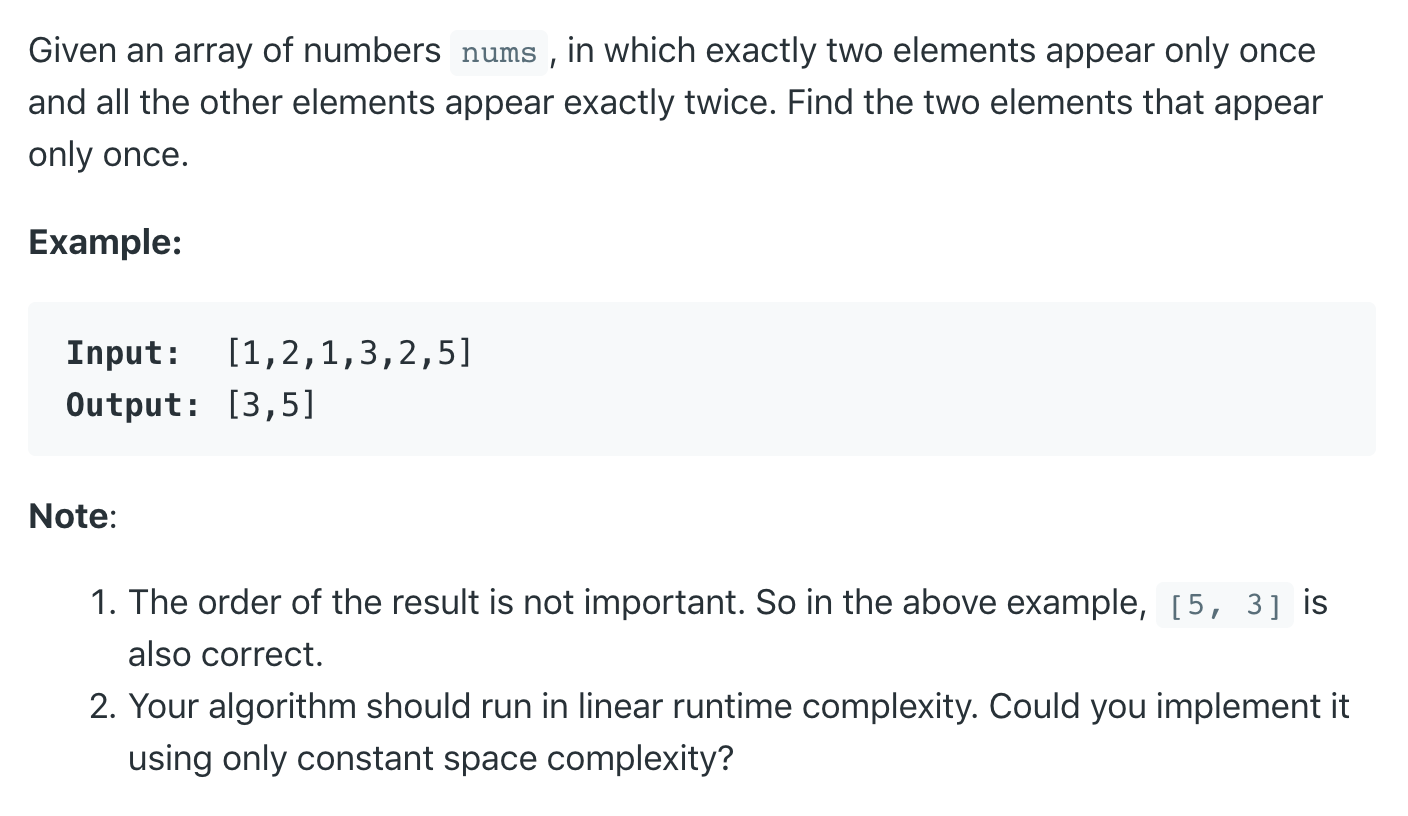 Given an array of numbers nums, in which exactly two elements appear only once
and all the other elements appear exactly twice. Find the two elements that appear
only once.
Example:
Input:  [1,2,1,3,2,5]
Output: [3,5]
Note:
1. The order of the result is not important. So in the above example, [5, 3] is
also correct.
2. Your algorithm should run in linear runtime complexity. Could you implement it
using only constant space complexity?